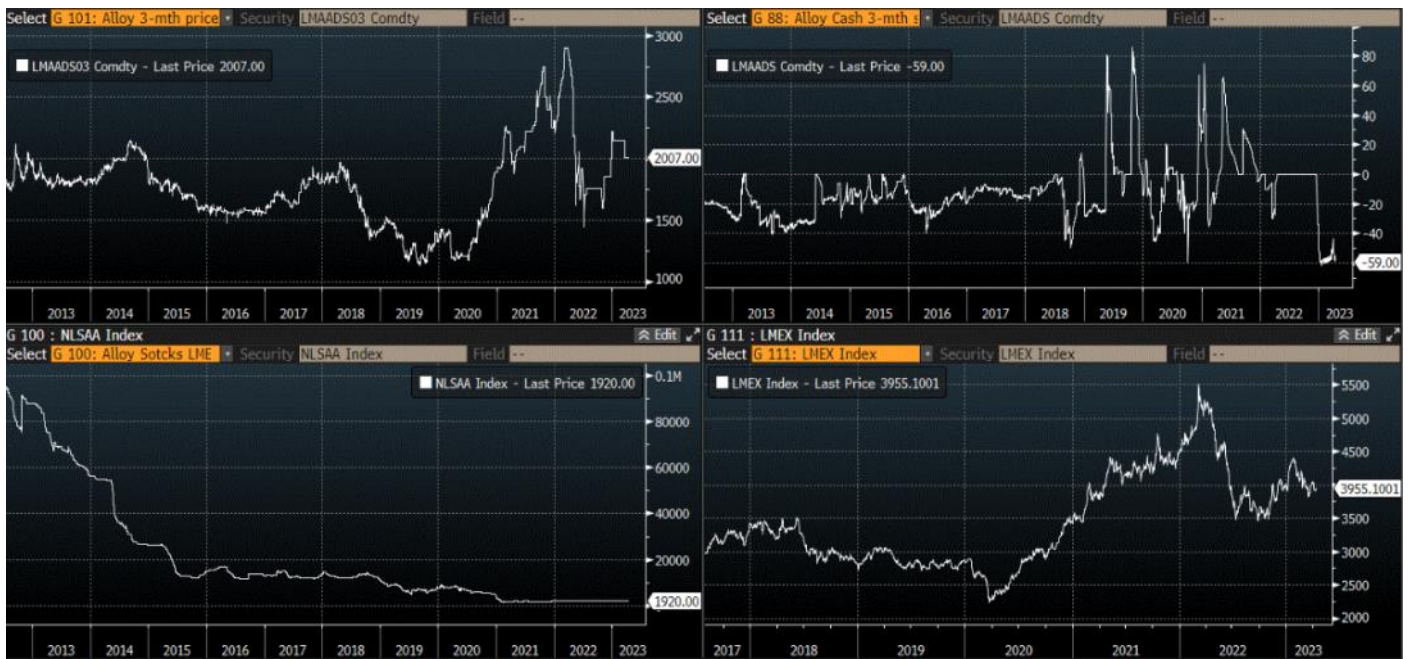 Select G 101: Alloy 3-mth price Security LMAADS03 Comdty Field --
LMAADS03 Comdty - Last Price 2007.00
3000
2500
2007.00
1500
1000
2013 2014 2015 2016 2017 2018 2019 2020 2021 2022 2023
Select G 88: Alloy Cash 3-mth s Security LMAADS Comdty Field --
LMAADS Comdty - Last Price -59.00
80
60
40
20
0
-20
-40
-59.00
2013 2014 2015 2016 2017 2018 2019 2020 2021 2022 2023
G 100 : NLSAA Index Edit
Select G 100: Alloy Sotcks LME Security NLSAA Index Field --
NLSAA Index - Last Price 1920.00
0.1M
80000
60000
40000
20000
1920.00
2013 2014 2015 2016 2017 2018 2019 2020 2021 2022 2023
G 111 : LMEX Index Edit
Select G 111: LMEX Index Security LMEX Index Field --
LMEX Index - Last Price 3955.1001
5500
5000
4500
3955.1001
3500
3000
2500
2000
2017 2018 2019 2020 2021 2022 2023